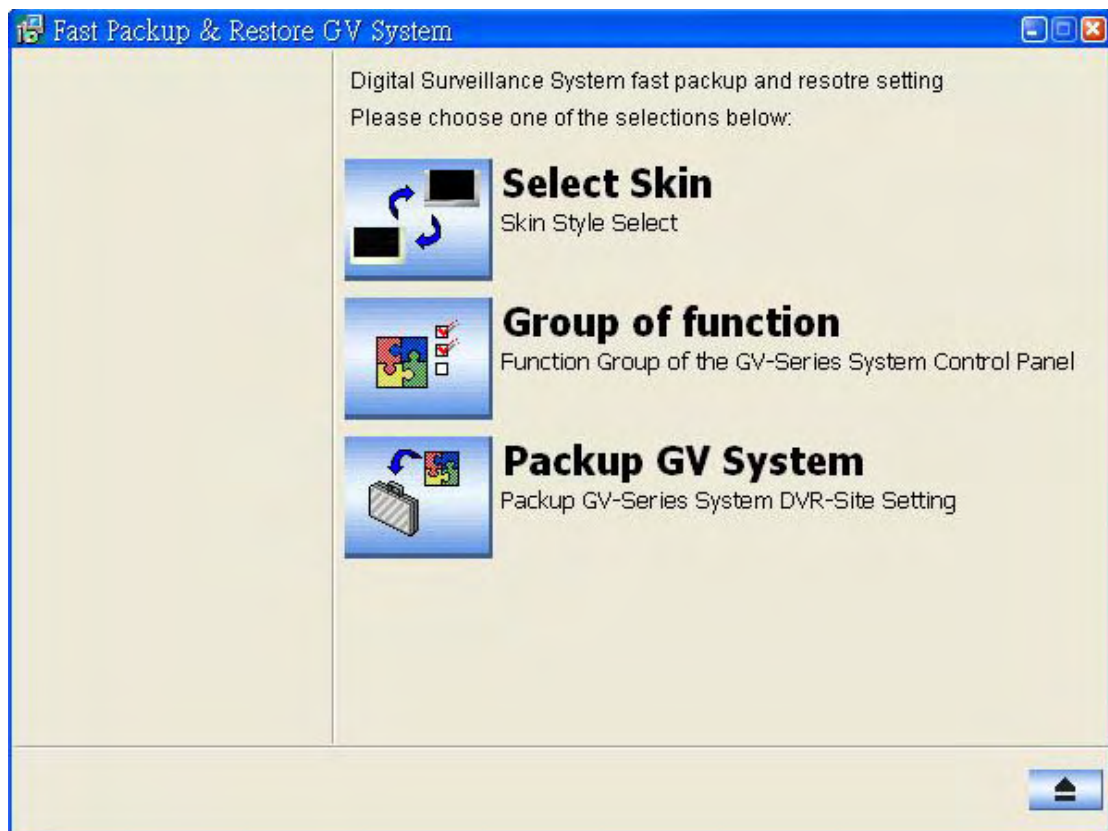 Fast Packup & Restore GV System
Digital Surveillance System fast packup and resotre setting
Please choose one of the selections below:
Select Skin
Skin Style Select
Group of function
Function Group of the GV-Series System Control Panel
Packup GV System
Packup GV-Series System DVR-Site Setting